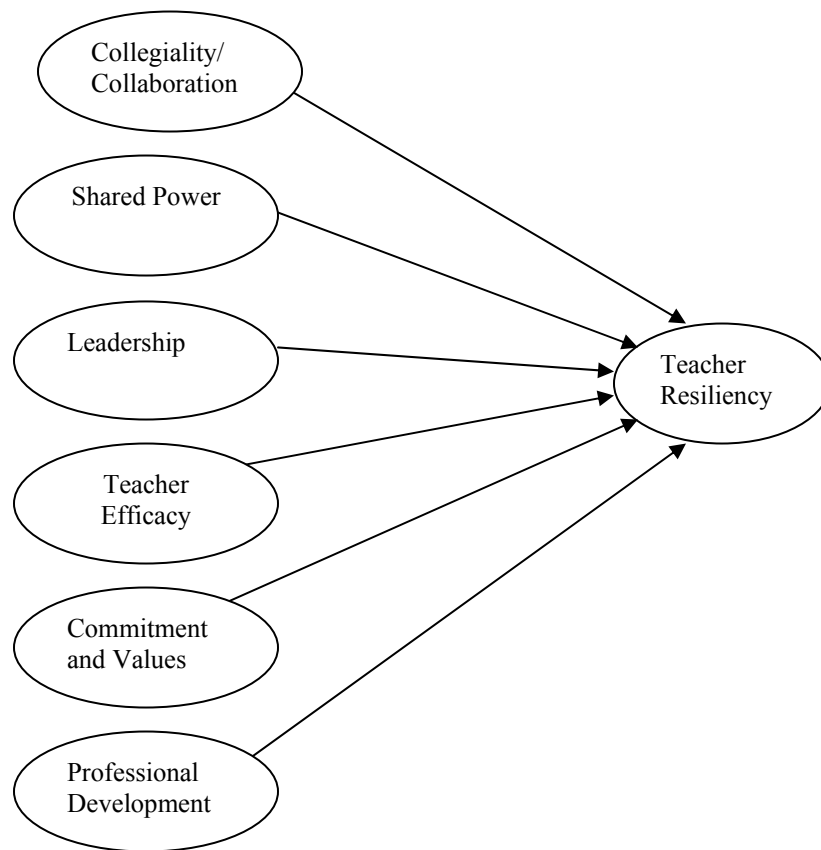 Collegiality/
Collaboration
Shared Power
Leadership
Teacher
Efficacy
Commitment
and Values
Professional
Development
Teacher
Resiliency